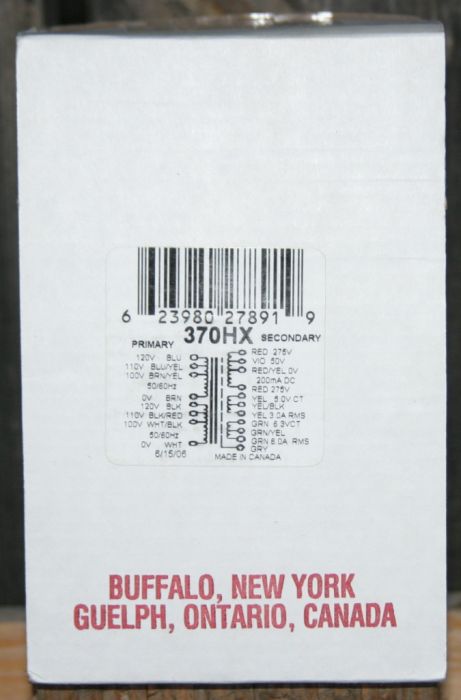 6 23980 27891 9
370HX
PRIMARY
SECONDARY
120V BLU
110V BLU/YEL
100V BRN/YEL
50/60Hz
0V BRN
120V BLK
110V BLK/RED
100V WHT/BLK
50/60Hz
0V WHT
6/15/06
RED 275V
VIO 50V
RED/YEL 0V
200mA DC
RED 275V
YEL 5.0V CT
YEL/BLK
YEL 3.0A RMS
GRN 6.3VCT
GRN/YEL
GRN 6.0A RMS
GRY
MADE IN CANADA
BUFFALO, NEW YORK
GUELPH, ONTARIO, CANADA